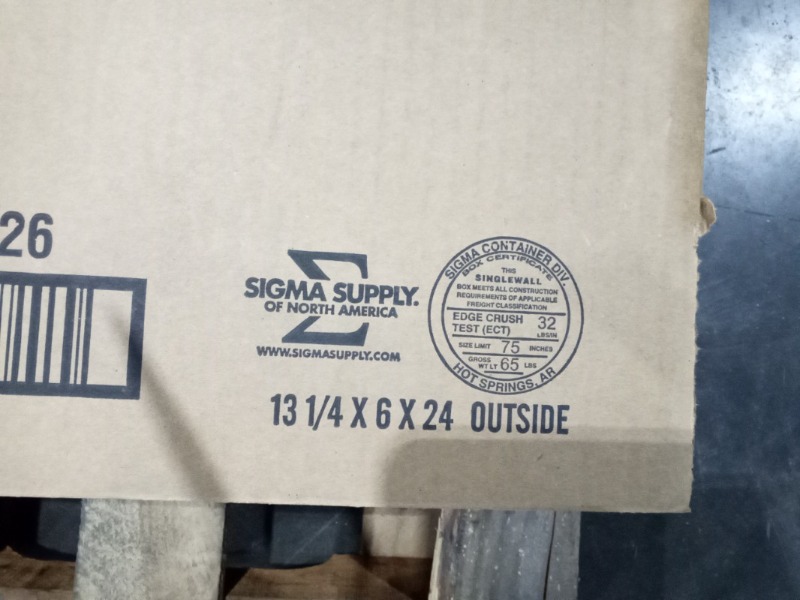 26
SIGMA SUPPLY.
OF NORTH AMERICA
WWW.SIGMASUPPLY.COM
SIGMA CONTAINER DIV.
BOX CERTIFICATE
THIS
SINGLEWALL
BOX MEETS ALL CONSTRUCTION
REQUIREMENTS OF APPLICABLE
FREIGHT CLASSIFICATION
EDGE CRUSH
TEST (ECT) 32 LBS/IN
SIZE LIMIT 75 INCHES
GROSS
WT LT 65 LBS
HOT SPRINGS, AR
13 1/4 X 6 X 24 OUTSIDE